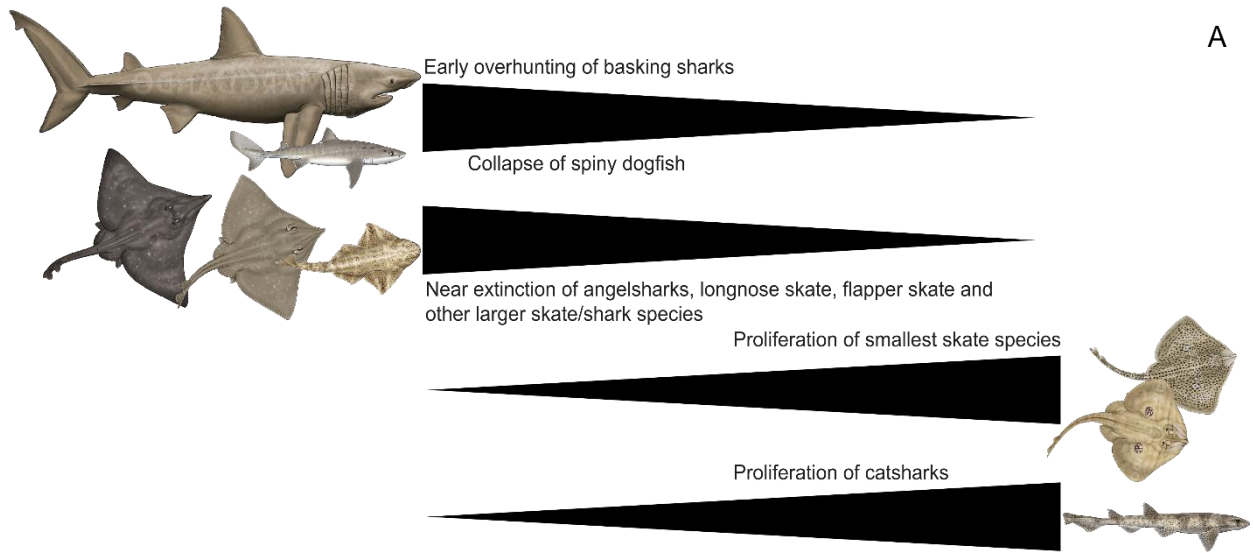 A
Early overhunting of basking sharks
Collapse of spiny dogfish
Near extinction of angelsharks, longnose skate, flapper skate and
other larger skate/shark species
Proliferation of smallest skate species
Proliferation of catsharks